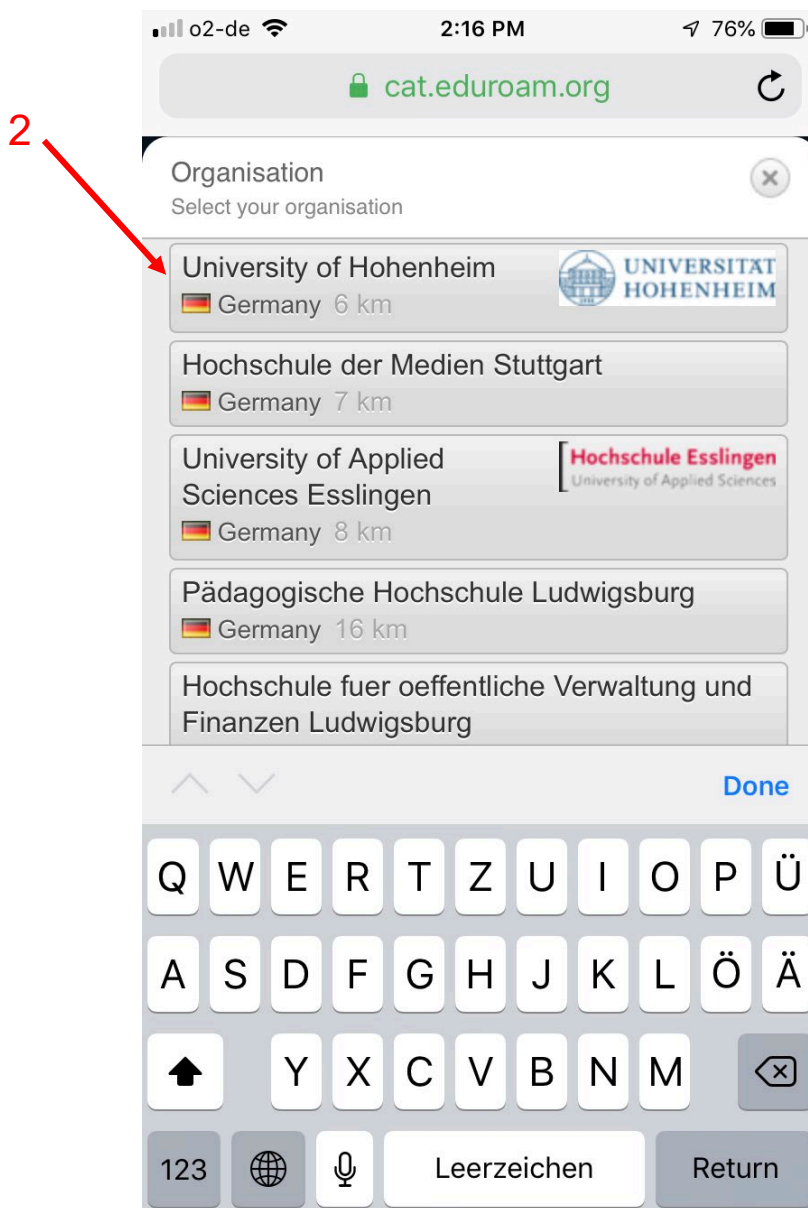 o2-de 2:16 PM 76%
cat.eduroam.org
2
Organisation
Select your organisation
University of Hohenheim
Germany 6 km
UNIVERSITÄT
HOHENHEIM
Hochschule der Medien Stuttgart
Germany 7 km
University of Applied
Sciences Esslingen
Germany 8 km
Hochschule Esslingen
University of Applied Sciences
Pädagogische Hochschule Ludwigsburg
Germany 16 km
Hochschule fuer oeffentliche Verwaltung und
Finanzen Ludwigsburg
Done
Q W E R T Z U I O P Ü
A S D F G H J K L Ö Ä
Y X C V B N M
123 Leerzeichen Return